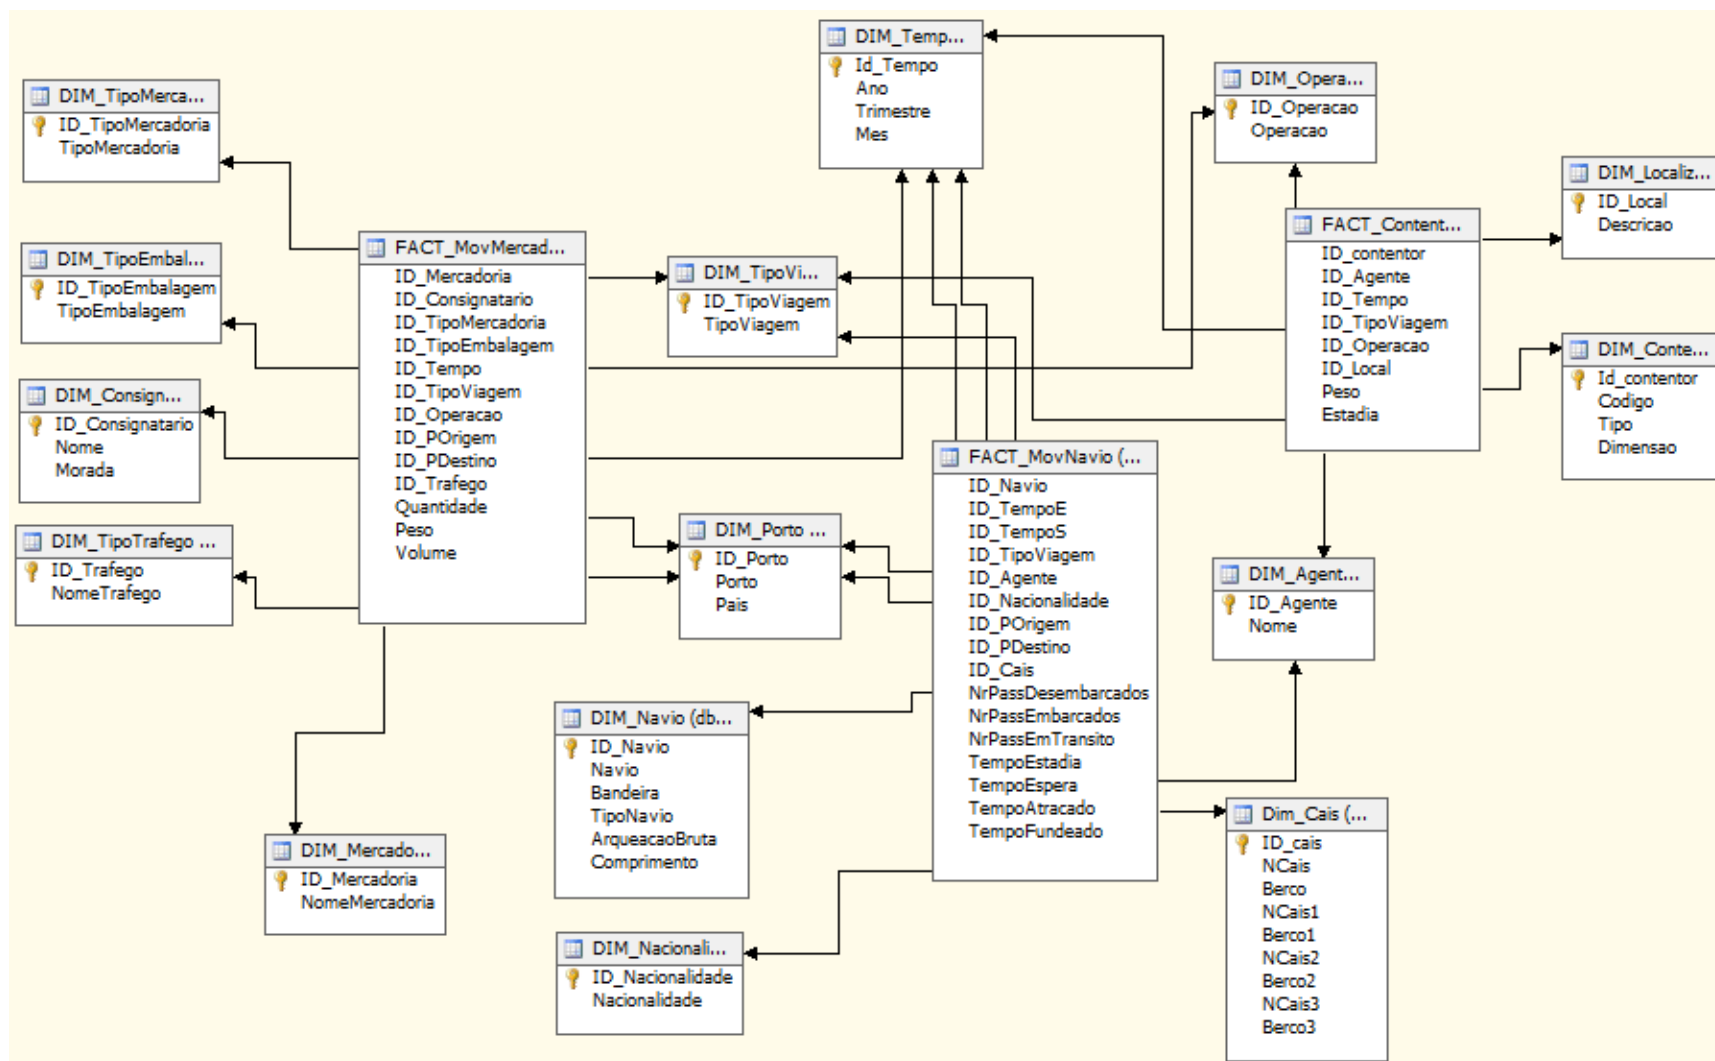 DIM_TipoMerca...
ID_TipoMercadoria
TipoMercadoria
DIM_TipoEmbal...
ID_TipoEmbalagem
TipoEmbalagem
DIM_Consign...
ID_Consignatario
Nome
Morada
DIM_TipoTrafego ...
ID_Trafego
NomeTrafego
FACT_MovMercad...
ID_Mercadoria
ID_Consignatario
ID_TipoMercadoria
ID_TipoEmbalagem
ID_Tempo
ID_TipoViagem
ID_Operacao
ID_POrigem
ID_PDestino
ID_Trafego
Quantidade
Peso
Volume
DIM_Mercado...
ID_Mercadoria
NomeMercadoria
DIM_Temp...
Id_Tempo
Ano
Trimestre
Mes
DIM_TipoVi...
ID_TipoViagem
TipoViagem
DIM_Porto ...
ID_Porto
Porto
Pais
DIM_Navio (db...
ID_Navio
Navio
Bandeira
TipoNavio
ArqueacaoBruta
Comprimento
DIM_Nacionali...
ID_Nacionalidade
Nacionalidade
FACT_MovNavio (...
ID_Navio
ID_TempoE
ID_TempoS
ID_TipoViagem
ID_Agente
ID_Nacionalidade
ID_POrigem
ID_PDestino
ID_Cais
NrPassDesembarcados
NrPassEmbarcados
NrPassEmTransito
TempoEstadia
TempoEspera
TempoAtracado
TempoFundeado
DIM_Opera...
ID_Operacao
Operacao
FACT_Content...
ID_contentor
ID_Agente
ID_Tempo
ID_TipoViagem
ID_Operacao
ID_Local
Peso
Estadia
DIM_Localiz...
ID_Local
Descricao
DIM_Conte...
Id_contentor
Codigo
Tipo
Dimensao
DIM_Agent...
ID_Agente
Nome
Dim_Cais (...
ID_cais
NCais
Berco
NCais1
Berco1
NCais2
Berco2
NCais3
Berco3